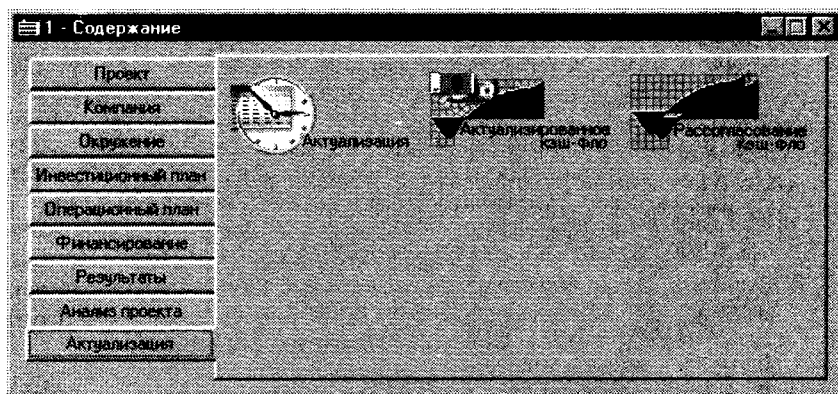 1 - Содержание
Проект
Компания
Окружение
Инвестиционный план
Операционный план
Финансирование
Результаты
Анализ проекта
Актуализация
Актуализация
Актуализированное
кэш-фло
Рассогласование
кэш-фло